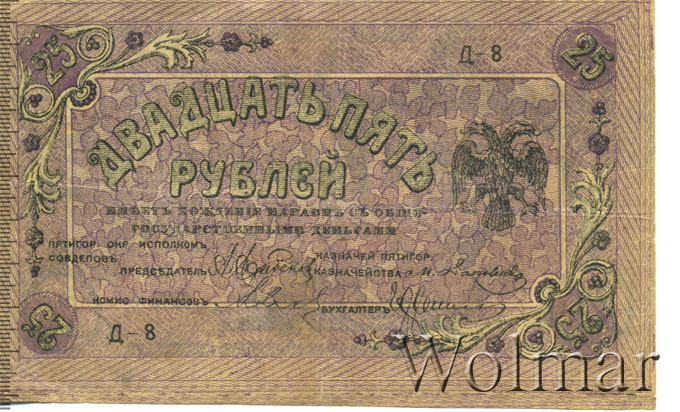 25 Д-8 25
ДВАДЦАТЬ ПЯТЬ
РУБЛЕЙ
ИМѢЕТЪ ХОЖДЕНІЕ НАРАВНѢ СЪ ОБЩЕ-
ГОСУДАРСТВЕННЫМИ ДЕНЬГАМИ
ПЯТИГОР. ОКР. ИСПОЛКОМЪ
СОВДЕПОВЪ
ПРЕДСѢДАТЕЛЬ
КАЗНАЧЕЙ ПЯТИГОР.
КАЗНАЧЕЙСТВА
КОМИС. ФИНАНСОВЪ
БУХГАЛТЕРЪ
25 Д-8 25
Wolmar